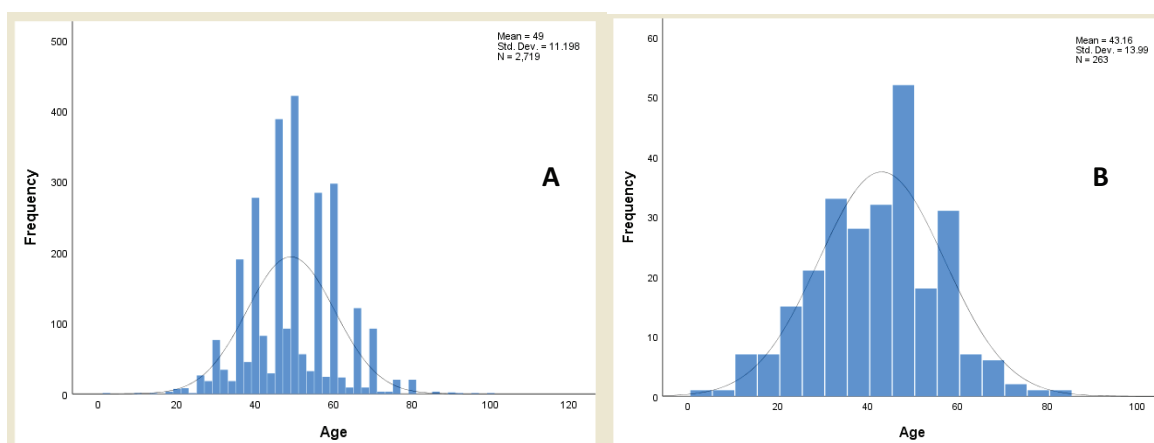 Mean = 49
Std. Dev. = 11.198
N = 2,719
500
400
300
200
100
0
Frequency
A
0 20 40 60 80 100 120
Age
Mean = 43.16
Std. Dev. = 13.99
N = 263
60
50
40
30
20
10
0
Frequency
B
0 20 40 60 80 100
Age